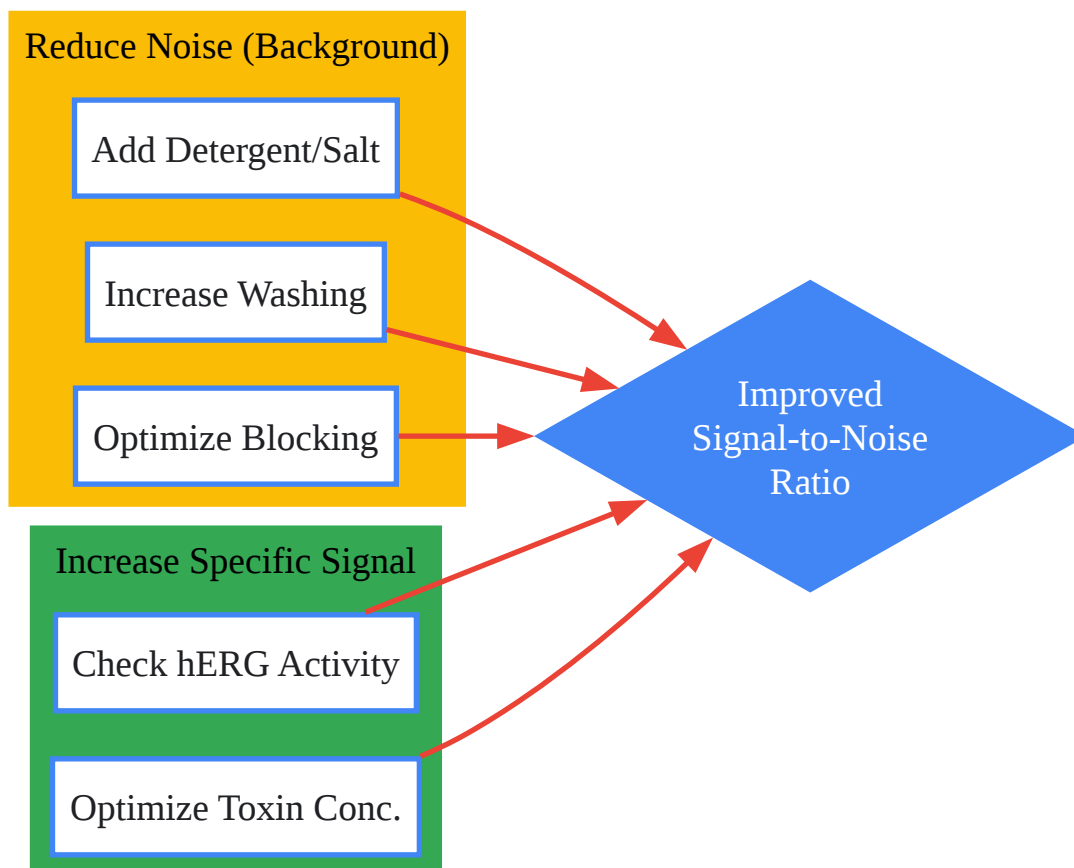 Reduce Noise (Background)
Add Detergent/Salt
Increase Washing
Optimize Blocking
Improved
Signal-to-Noise
Ratio
Increase Specific Signal
Check hERG Activity
Optimize Toxin Conc.